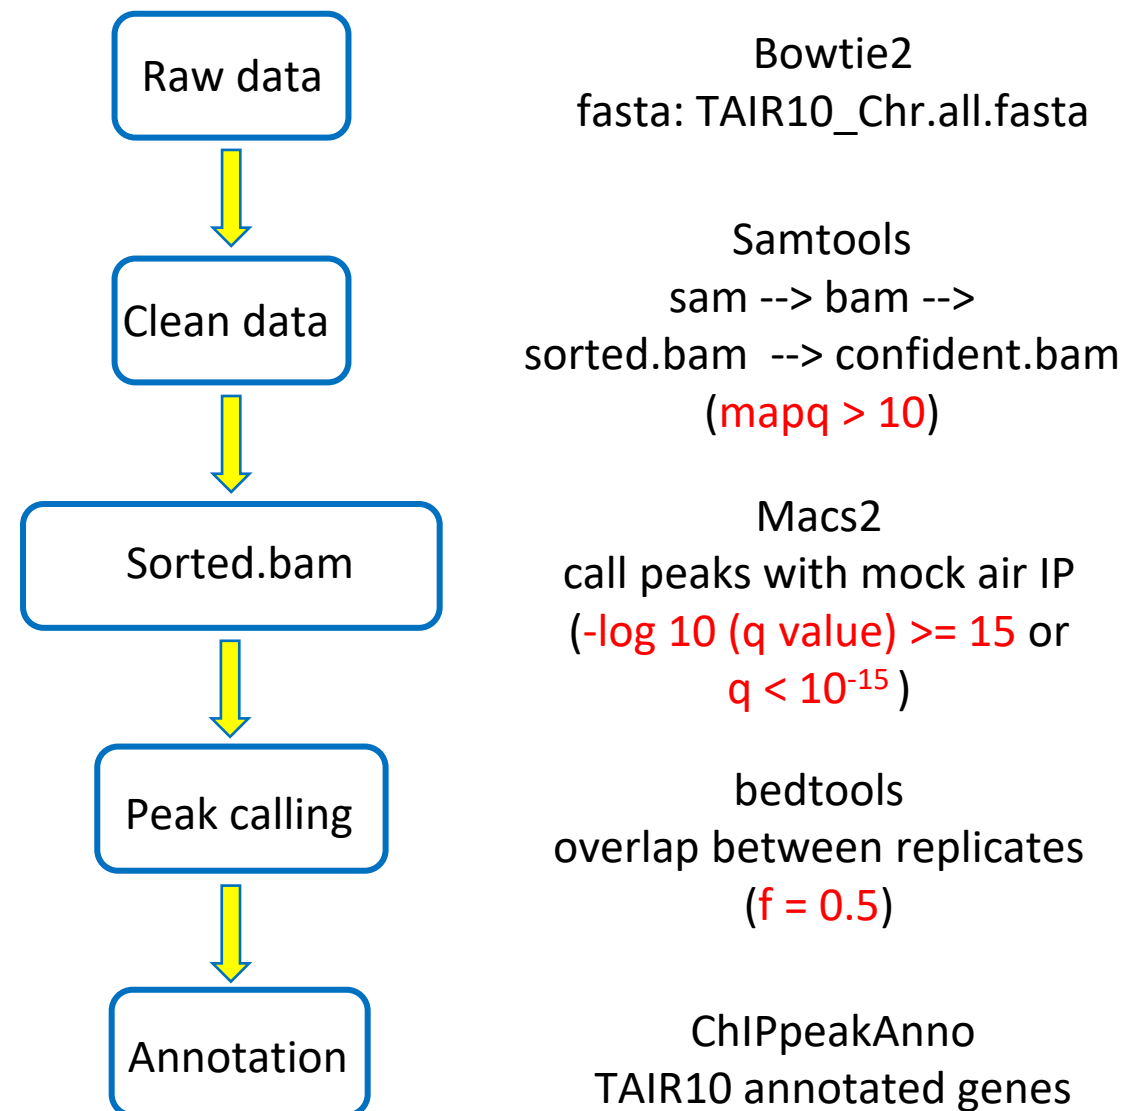 Raw data
Bowtie2
fasta: TAIR10_Chr.all.fasta
Clean data
Samtools
sam --> bam -->
sorted.bam --> confident.bam
(mapq > 10)
Sorted.bam
Macs2
call peaks with mock air IP
(-log 10 (q value) >= 15 or
q < 10⁻¹⁵ )
Peak calling
bedtools
overlap between replicates
(f = 0.5)
Annotation
ChIPpeakAnno
TAIR10 annotated genes